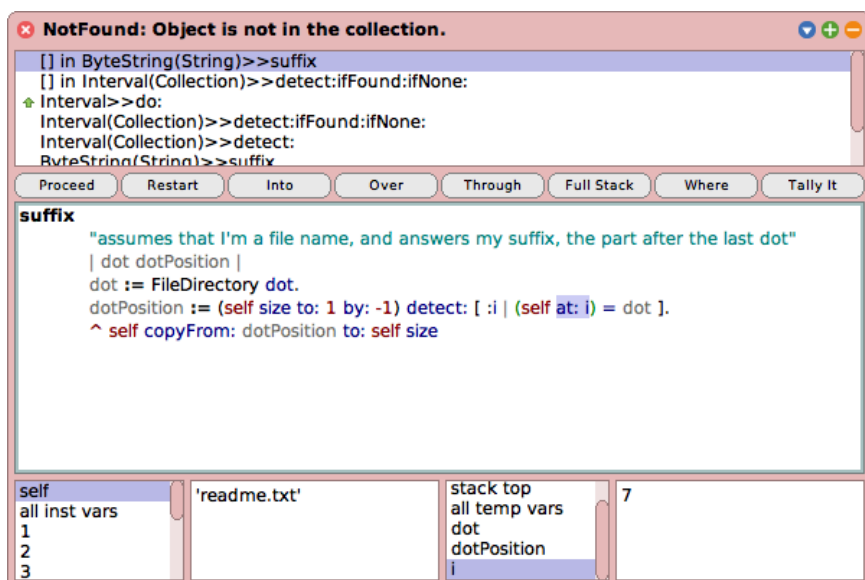 NotFound: Object is not in the collection.
[] in ByteString(String)>>suffix
[] in Interval(Collection)>>detect:ifFound:ifNone:
Interval>>do:
Interval(Collection)>>detect:ifFound:ifNone:
Interval(Collection)>>detect:
ByteString(String)>>suffix
Proceed Restart Into Over Through Full Stack Where Tally It
suffix
"assumes that I'm a file name, and answers my suffix, the part after the last dot"
| dot dotPosition |
dot := FileDirectory dot.
dotPosition := (self size to: 1 by: -1) detect: [ :i | (self at: i) = dot ].
^ self copyFrom: dotPosition to: self size
self
all inst vars
1
2
3
'readme.txt'
stack top
all temp vars
dot
dotPosition
i
7